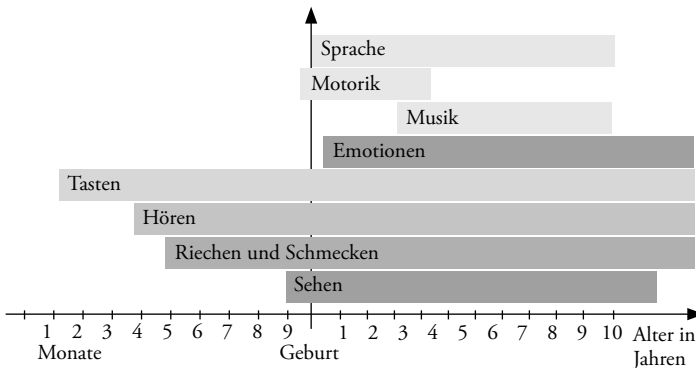 Sprache
Motorik
Musik
Emotionen
Tasten
Hören
Riechen und Schmecken
Sehen
1 2 3 4 5 6 7 8 9 1 2 3 4 5 6 7 8 9 10 Alter in
Monate Geburt Jahren